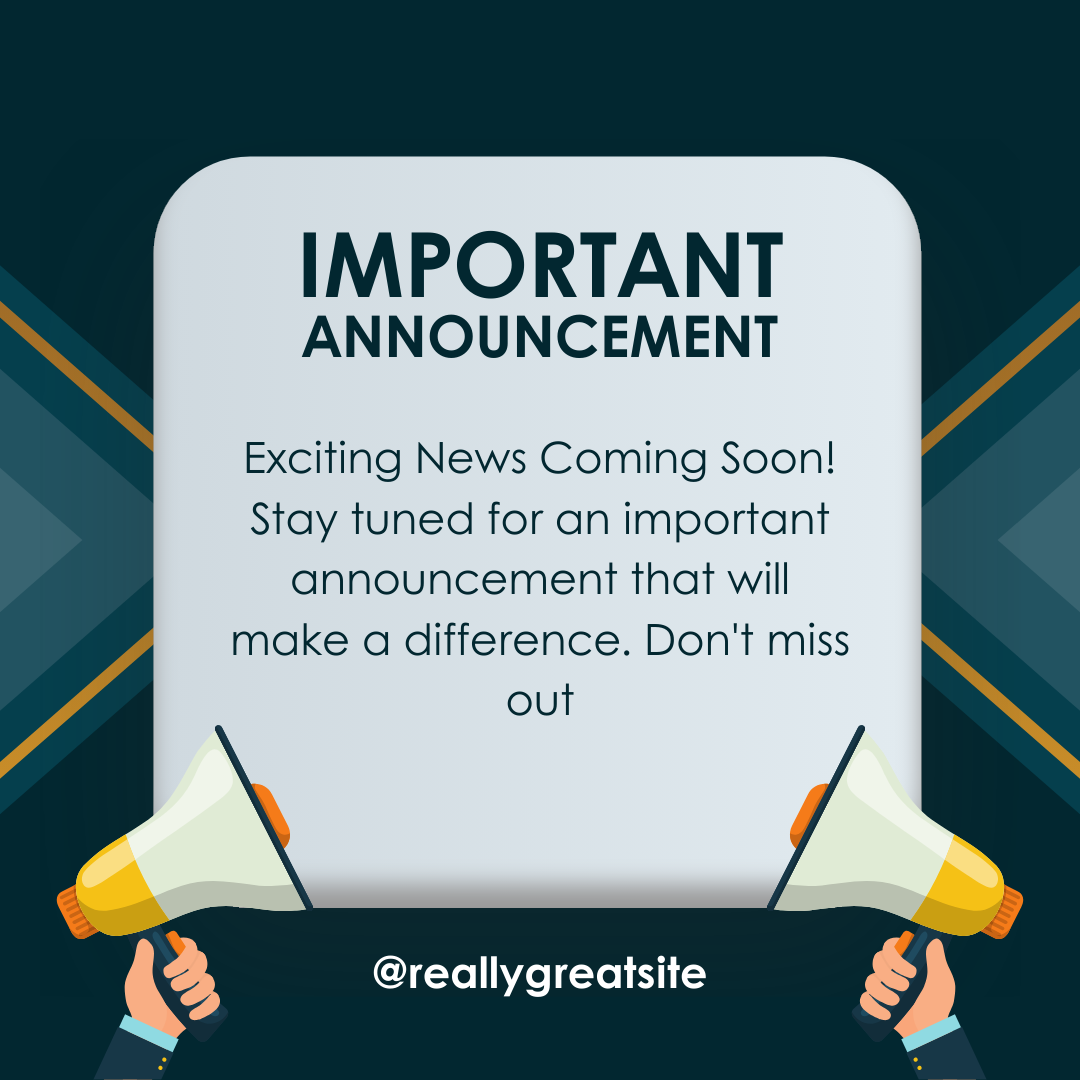 IMPORTANT
ANNOUNCEMENT
Exciting News Coming Soon!
Stay tuned for an important
announcement that will
make a difference. Don't miss
out
@reallygreatsite